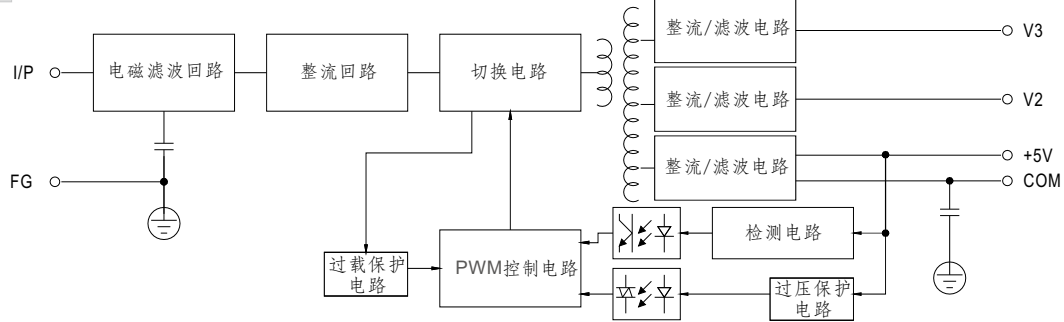 整流/滤波电路
V3
I/P
电磁滤波回路
整流回路
切换电路
整流/滤波电路
V2
整流/滤波电路
+5V
COM
FG
检测电路
过载保护
电路
PWM控制电路
过压保护
电路